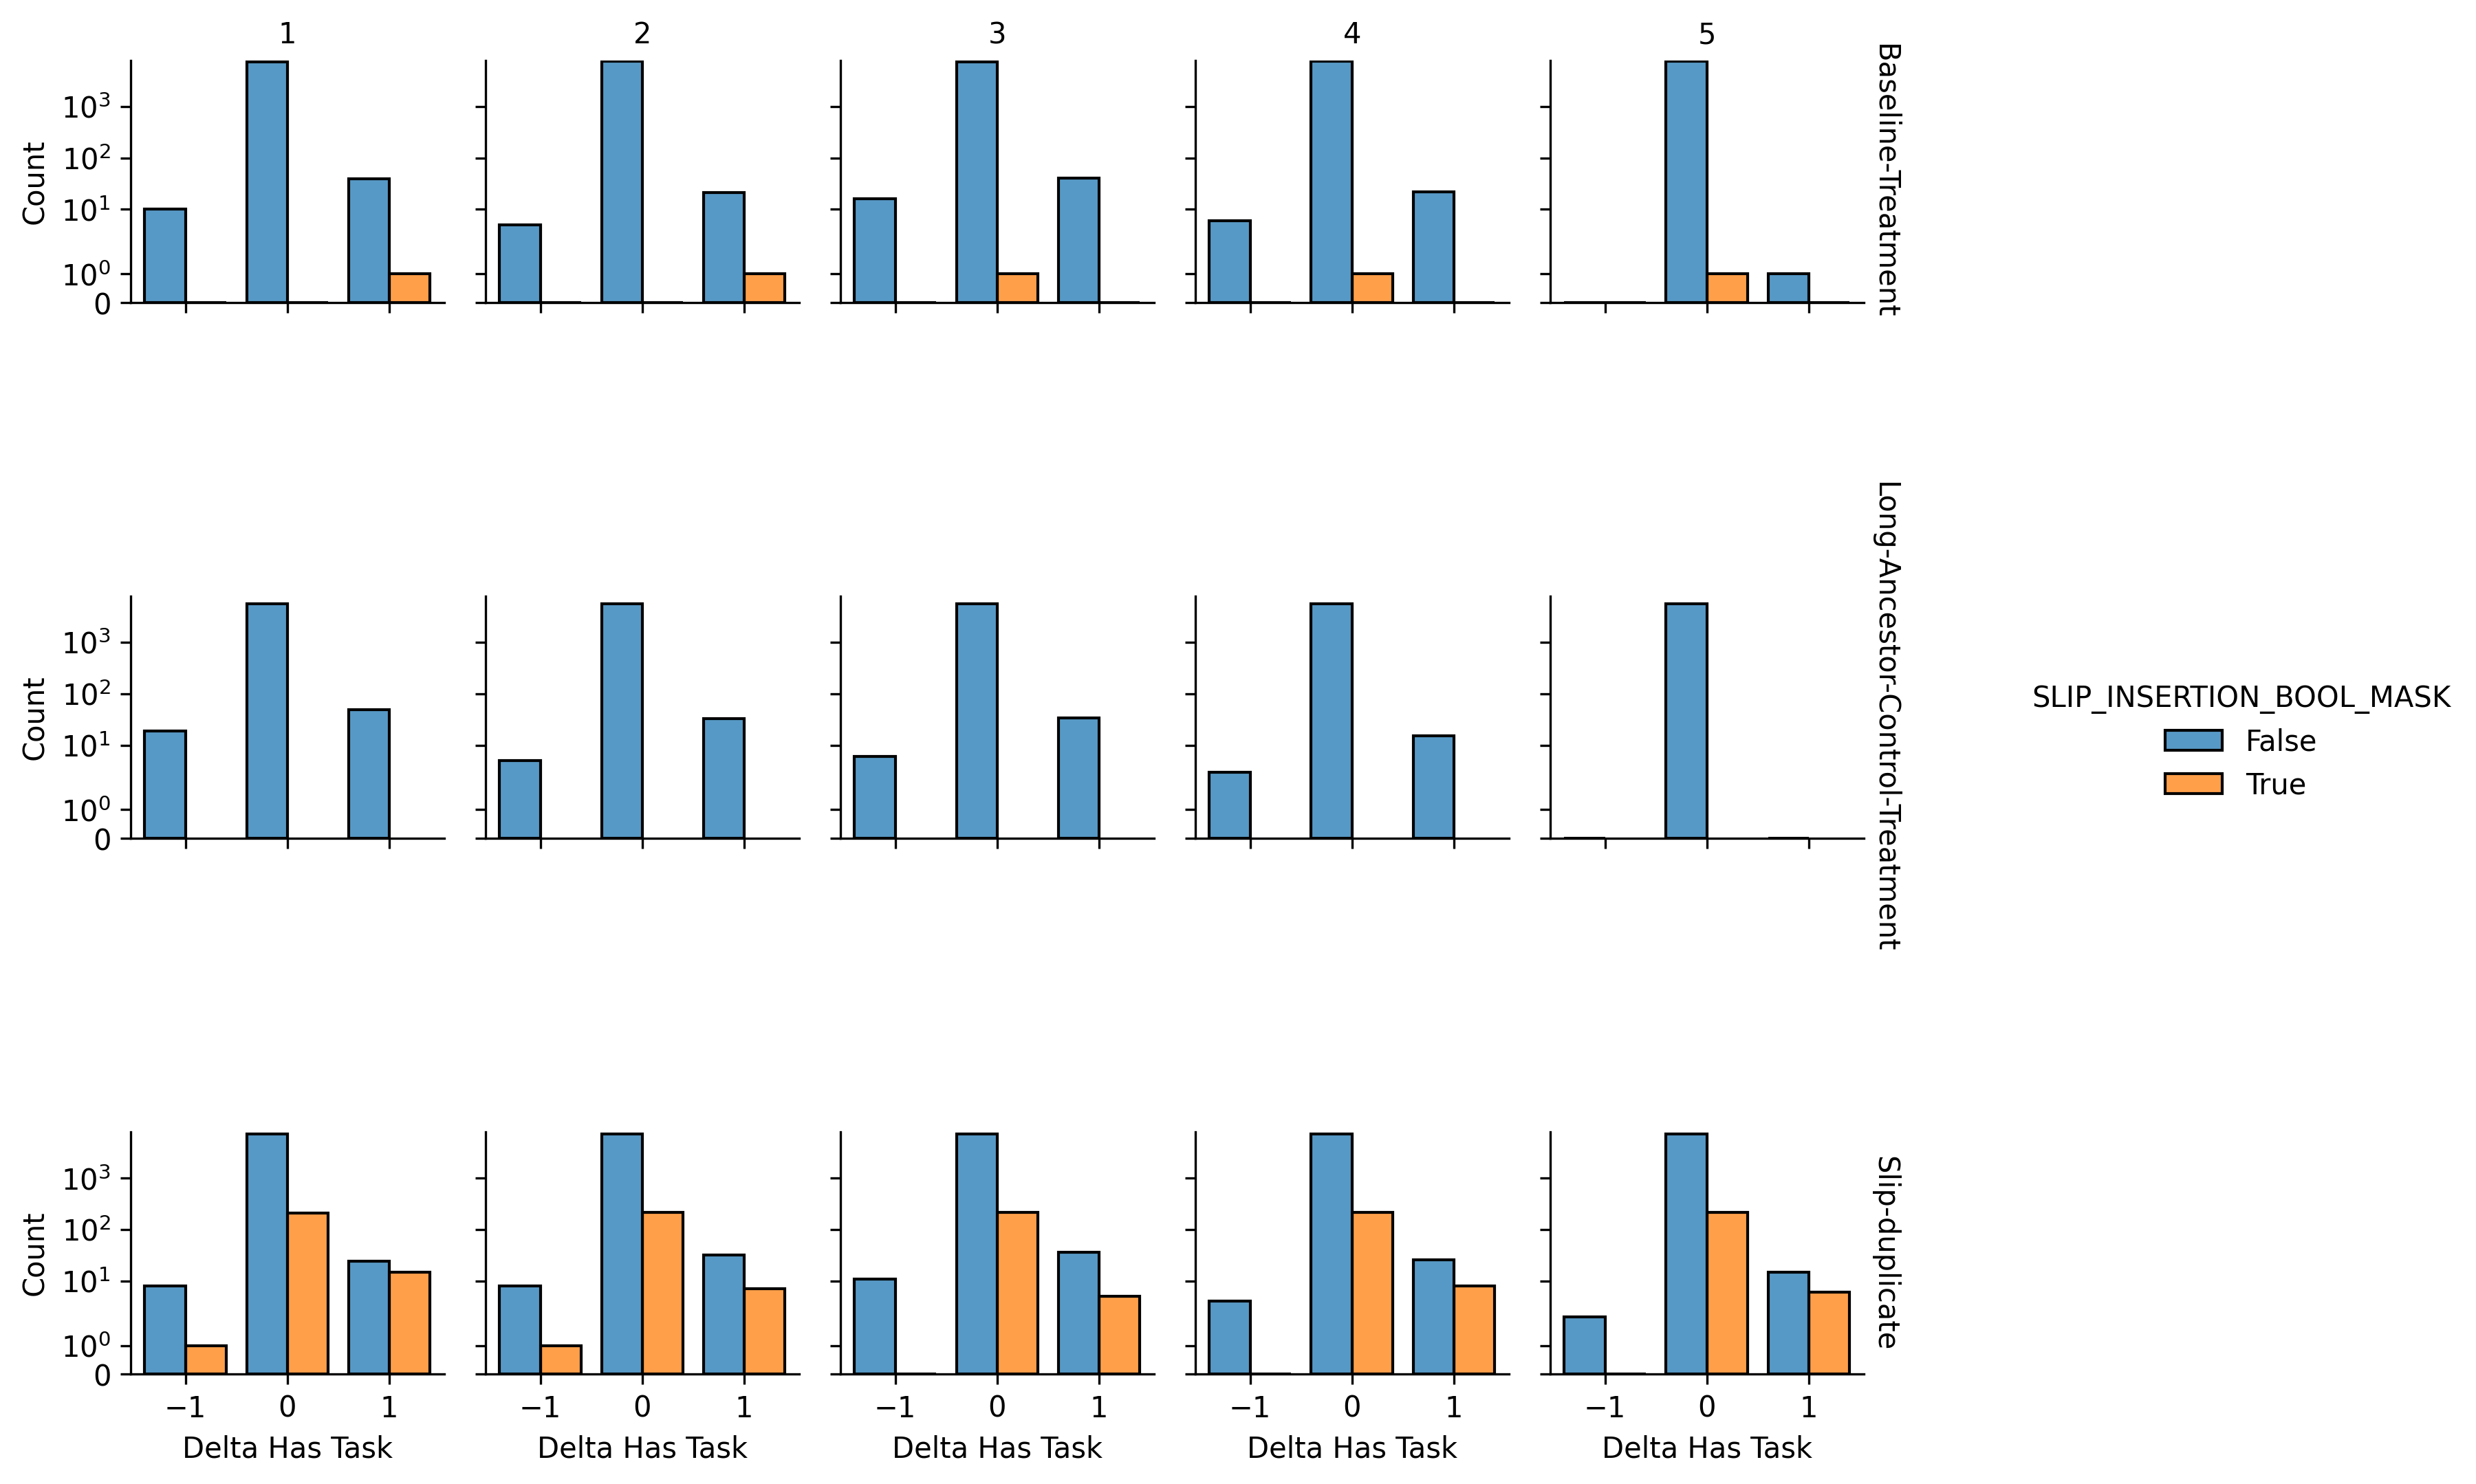 1 2 3 4 5
Count
10³
10²
10¹
10⁰
0
Baseline-Treatment
Count
10³
10²
10¹
10⁰
0
Long-Ancestor-Control-Treatment
SLIP_INSERTION_BOOL_MASK
False
True
Count
10³
10²
10¹
10⁰
0
Slip-duplicate
−1 0 1 −1 0 1 −1 0 1 −1 0 1 −1 0 1
Delta Has Task Delta Has Task Delta Has Task Delta Has Task Delta Has Task